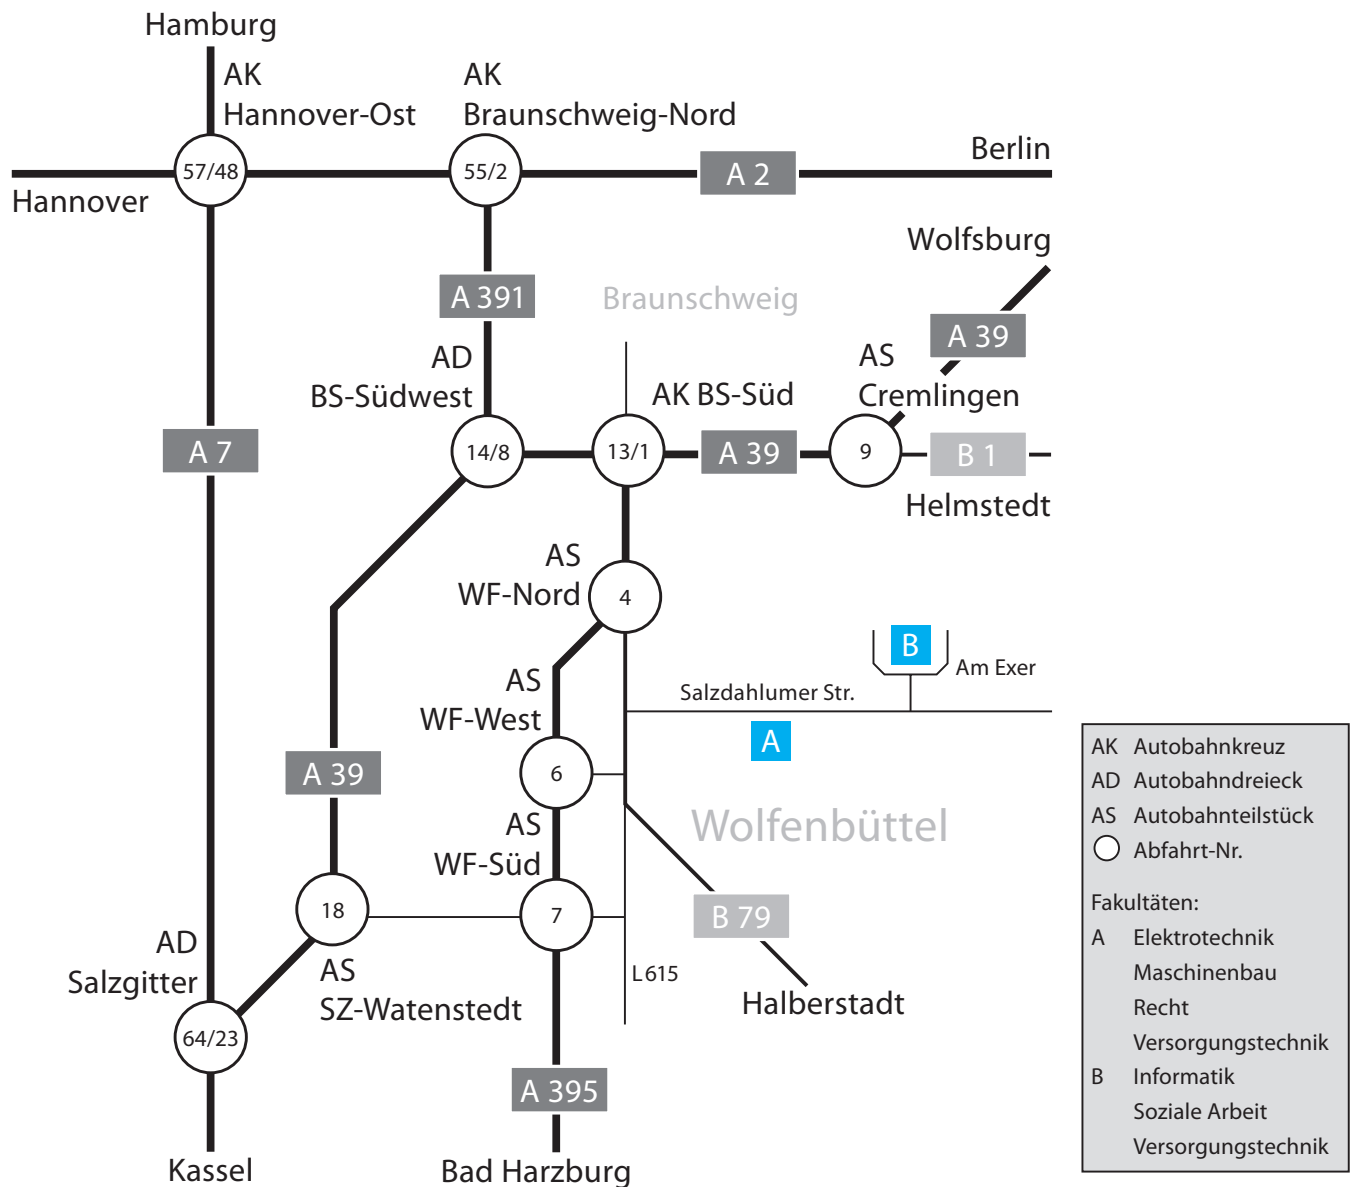 Hamburg
AK
Hannover-Ost
AK
Braunschweig-Nord
57/48
55/2
A 2
Berlin
Hannover
Wolfsburg
A 391
Braunschweig
A 39
AD
BS-Südwest
AS
Cremlingen
AK BS-Süd
A 7
14/8
13/1
A 39
9
B 1
Helmstedt
AS
WF-Nord
4
B
Am Exer
AS
WF-West
Salzdahlumer Str.
A
A 39
6
AS
WF-Süd
Wolfenbüttel
18
7
B 79
AD
Salzgitter
AS
SZ-Watenstedt
L615
Halberstadt
64/23
A 395
Kassel
Bad Harzburg
AK Autobahnkreuz
AD Autobahndreieck
AS Autobahnteilstück
Abfahrt-Nr.
Fakultäten:
A Elektrotechnik
Maschinenbau
Recht
Versorgungstechnik
B Informatik
Soziale Arbeit
Versorgungstechnik